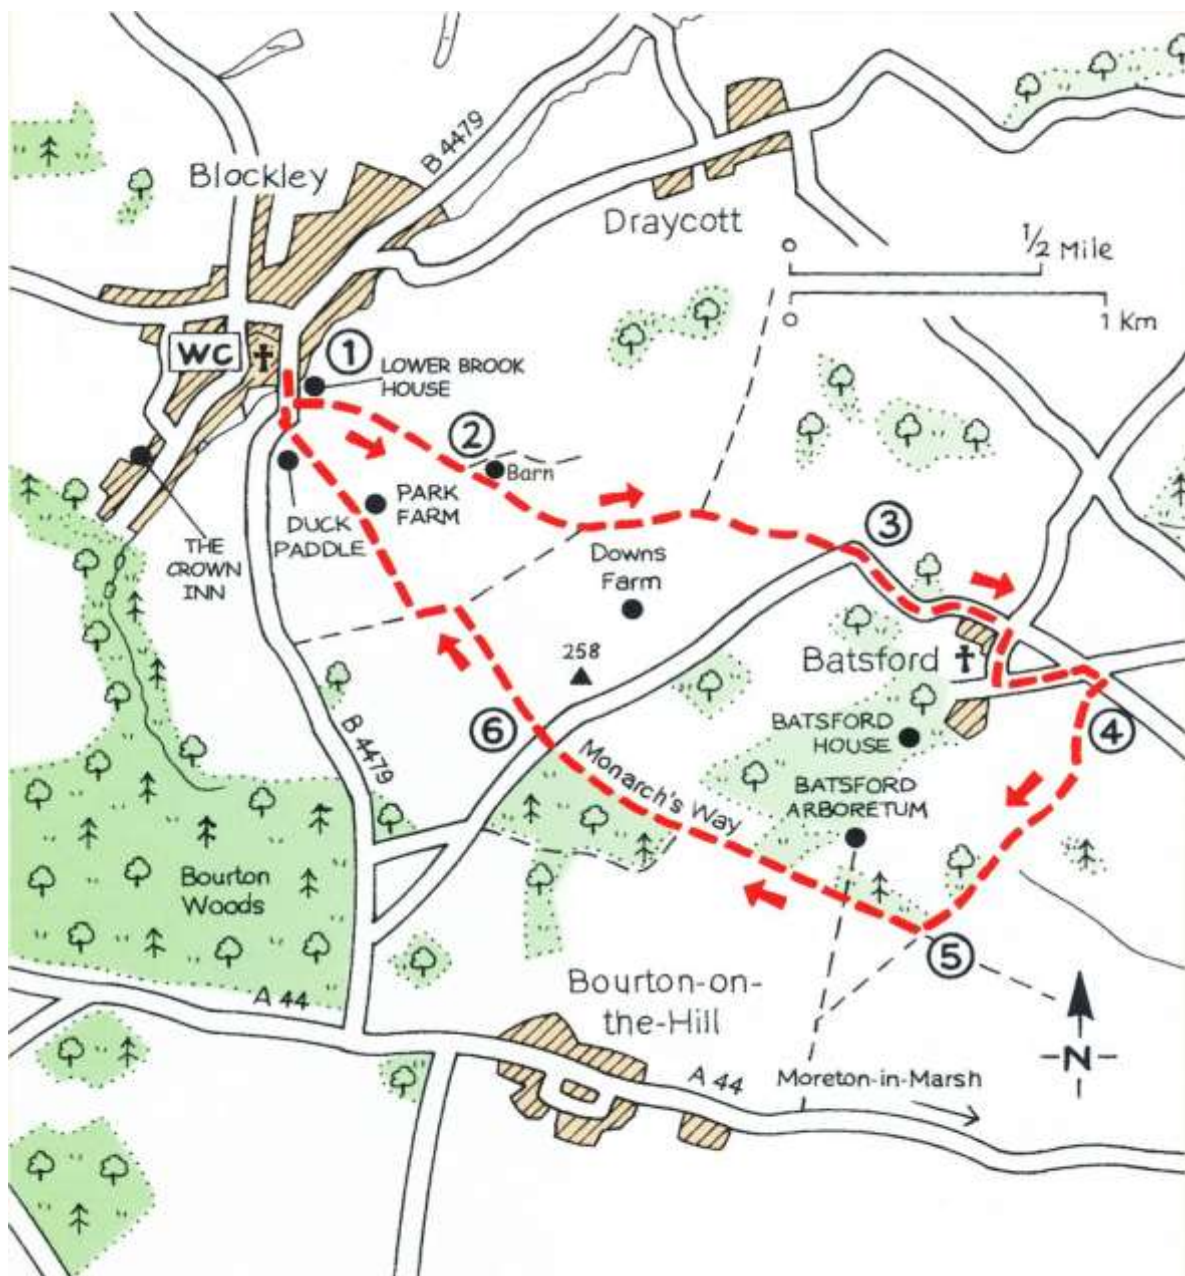 B 4479
Blockley
Draycott
0
1/2 Mile
0
1 Km
WC
1
LOWER BROOK
HOUSE
2
Barn
PARK
FARM
DUCK
PADDLE
THE
CROWN
INN
3
Downs
Farm
258
Batsford
4
6
B 4479
Monarch's Way
BATSFORD
HOUSE
BATSFORD
ARBORETUM
Bourton
Woods
5
A 44
Bourton-on-
the-Hill
N
A 44
Moreton-in-Marsh